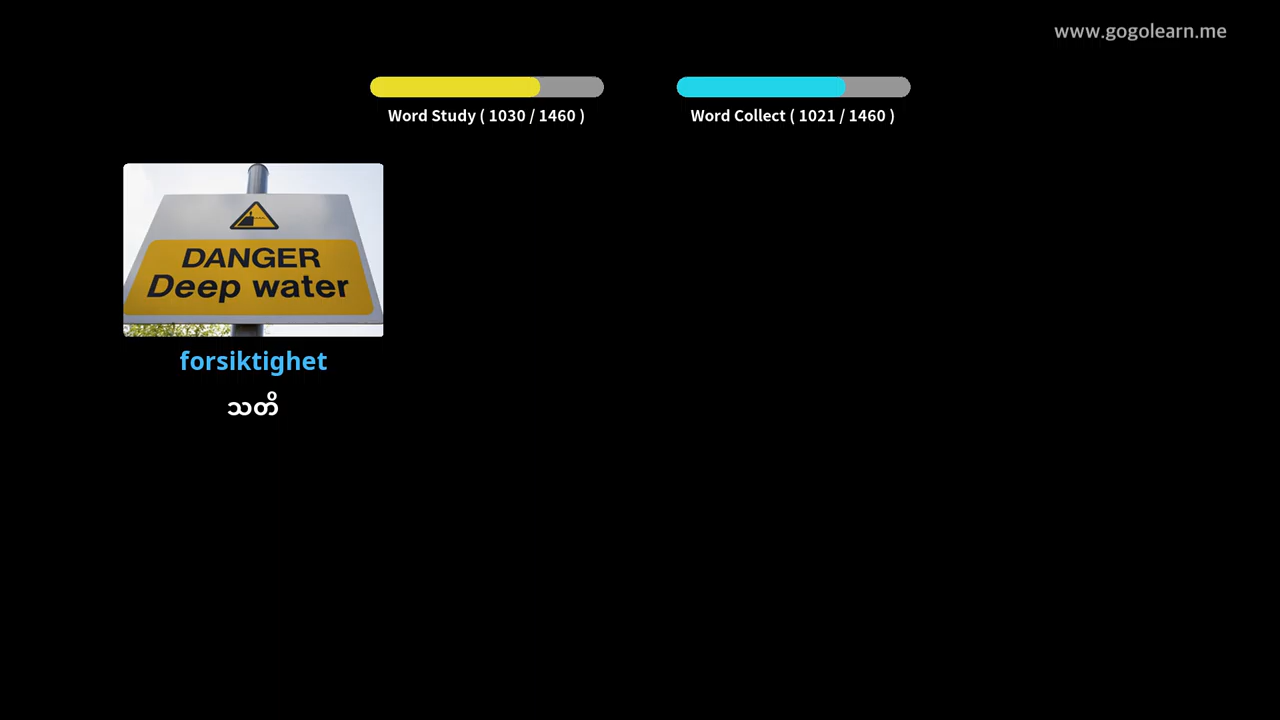 www.gogolearn.me
Word Study ( 1030 / 1460 )
Word Collect ( 1021 / 1460 )
DANGER
Deep water
forsiktighet
သတိ